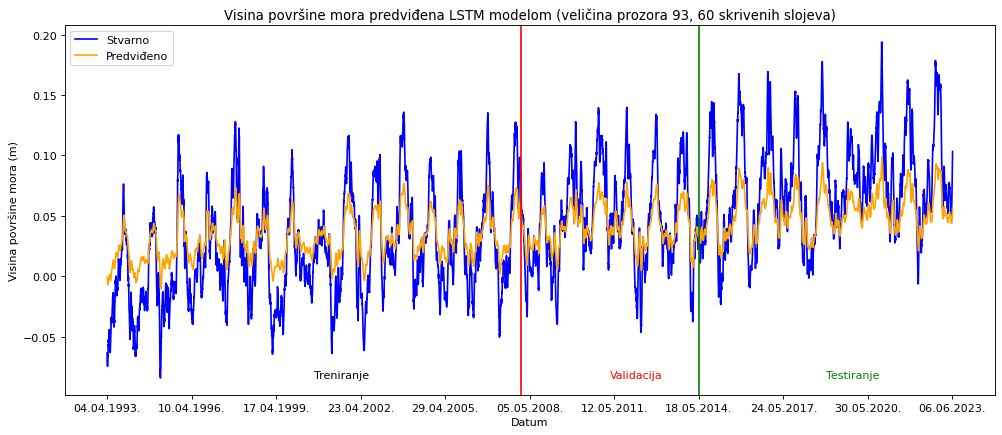 Visina površine mora predviđena LSTM modelom (veličina prozora 93, 60 skrivenih slojeva)
Stvarno
Predviđeno
Visina površine mora (m)
0.20
0.15
0.10
0.05
0.00
−0.05
Treniranje
Validacija
Testiranje
04.04.1993.
10.04.1996.
17.04.1999.
23.04.2002.
29.04.2005.
05.05.2008.
12.05.2011.
18.05.2014.
24.05.2017.
30.05.2020.
06.06.2023.
Datum